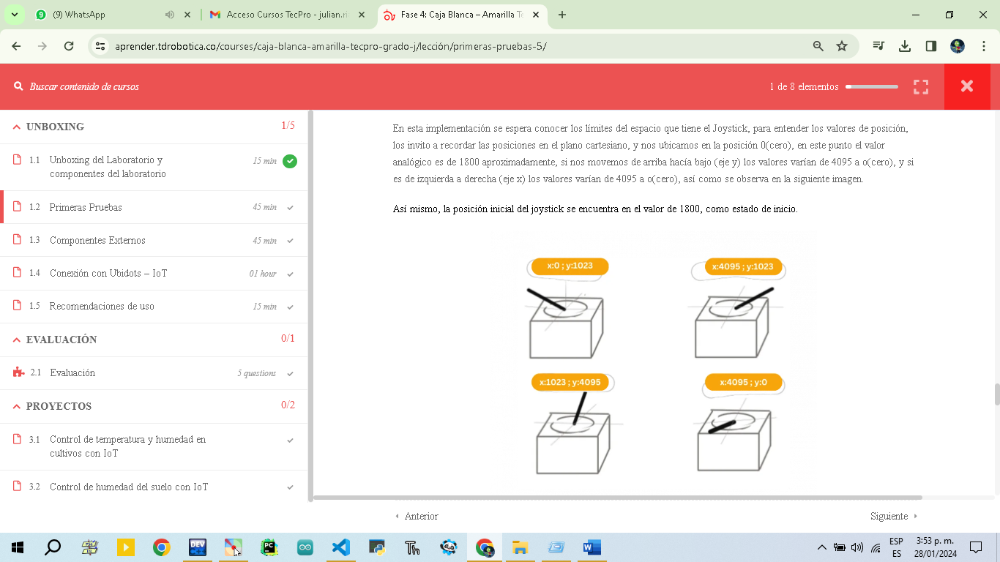 9
(9) WhatsApp
Acceso Cursos TecPro - julian.ri
Fase 4: Caja Blanca – Amarilla Te
aprender.tdrobotica.co/courses/caja-blanca-amarilla-tecpro-grado-j/lección/primeras-pruebas-5/
Buscar contenido de cursos
1 de 8 elementos
UNBOXING 1/5
1.1 Unboxing del Laboratorio y 15 min
componentes del laboratorio
1.2 Primeras Pruebas 45 min
1.3 Componentes Externos 45 min
1.4 Conexión con Ubidots – IoT 01 hour
1.5 Recomendaciones de uso 15 min
EVALUACIÓN 0/1
2.1 Evaluación 5 questions
PROYECTOS 0/2
3.1 Control de temperatura y humedad en
cultivos con IoT
3.2 Control de humedad del suelo con IoT
En esta implementación se espera conocer los límites del espacio que tiene el Joystick, para entender los valores de posición,
los invito a recordar las posiciones en el plano cartesiano, y nos ubicamos en la posición 0(cero), en este punto el valor
analógico es de 1800 aproximadamente, si nos movemos de arriba hacía bajo (eje y) los valores varían de 4095 a 0(cero), y si
es de izquierda a derecha (eje x) los valores varían de 4095 a 0(cero), así como se observa en la siguiente imagen.
Así mismo, la posición inicial del joystick se encuentra en el valor de 1800, como estado de inicio.
x:0 ; y:1023
x:4095 ; y:1023
x:1023 ; y:4095
x:4095 ; y:0
Anterior
Siguiente
DEV
PC
Th
W
ESP
ES
3:53 p. m.
28/01/2024